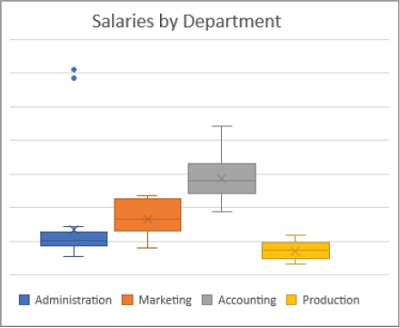 Salaries by Department
Administration Marketing Accounting Production